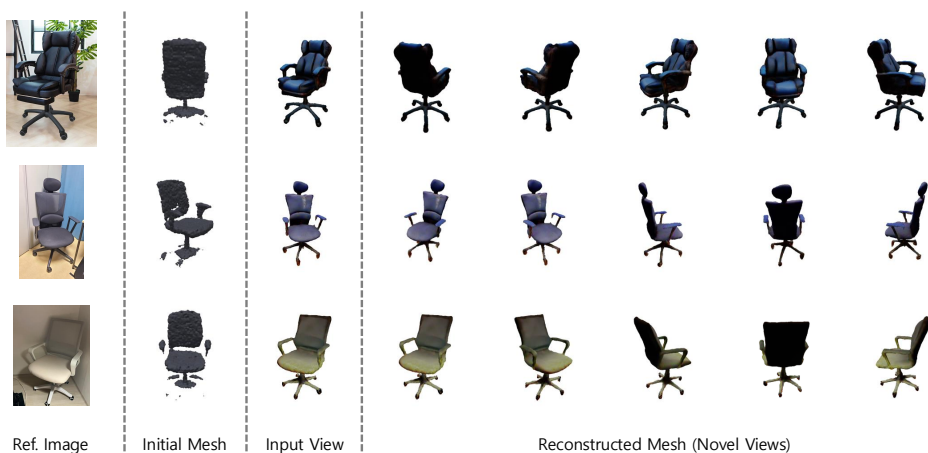 Ref. Image
Initial Mesh
Input View
Reconstructed Mesh (Novel Views)